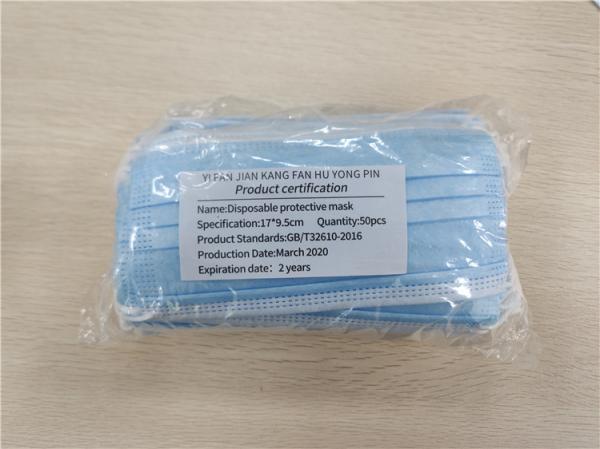 YI FAN JIAN KANG FAN HU YONG PIN
Product certification
Name:Disposable protective mask
Specification:17*9.5cm Quantity:50pcs
Product Standards:GB/T32610-2016
Production Date:March 2020
Expiration date：2 years